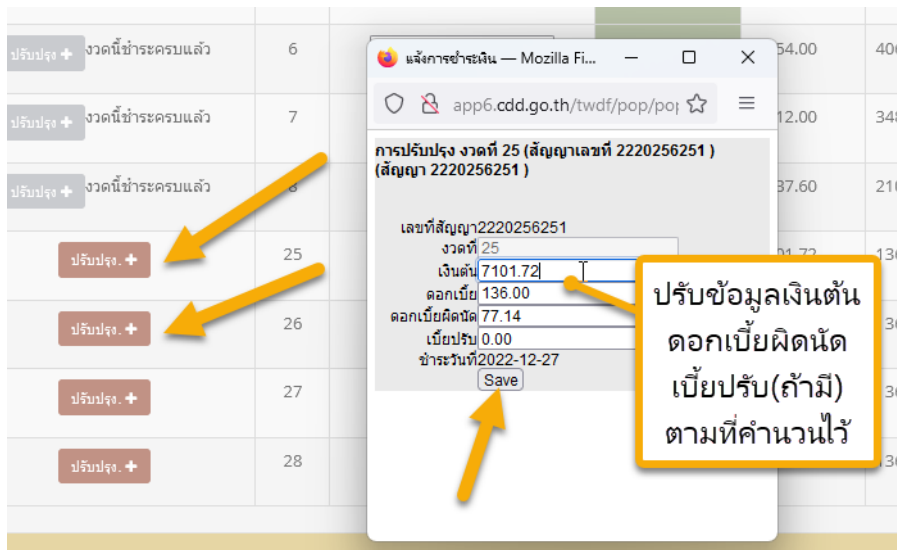 ปรับปรุง + งวดนี้ชำระครบแล้ว 6 54.00
แจ้งการชำระเงิน — Mozilla Fi...
app6.cdd.go.th/twdf/pop/pop
ปรับปรุง + งวดนี้ชำระครบแล้ว 7 12.00
การปรับปรุง งวดที่ 25 (สัญญาเลขที่ 2220256251 )
(สัญญา 2220256251 )
ปรับปรุง + งวดนี้ชำระครบแล้ว 37.60
เลขที่สัญญา2220256251
งวดที่ 25
ปรับปรุง. + 25
เงินต้น 7101.72
ดอกเบี้ย 136.00
ดอกเบี้ยผิดนัด 77.14
เบี้ยปรับ 0.00
ชำระวันที่2022-12-27
Save
ปรับปรุง. + 26
ปรับปรุง. + 27
ปรับปรุง. + 28
ปรับข้อมูลเงินต้น
ดอกเบี้ยผิดนัด
เบี้ยปรับ(ถ้ามี)
ตามที่คำนวนไว้